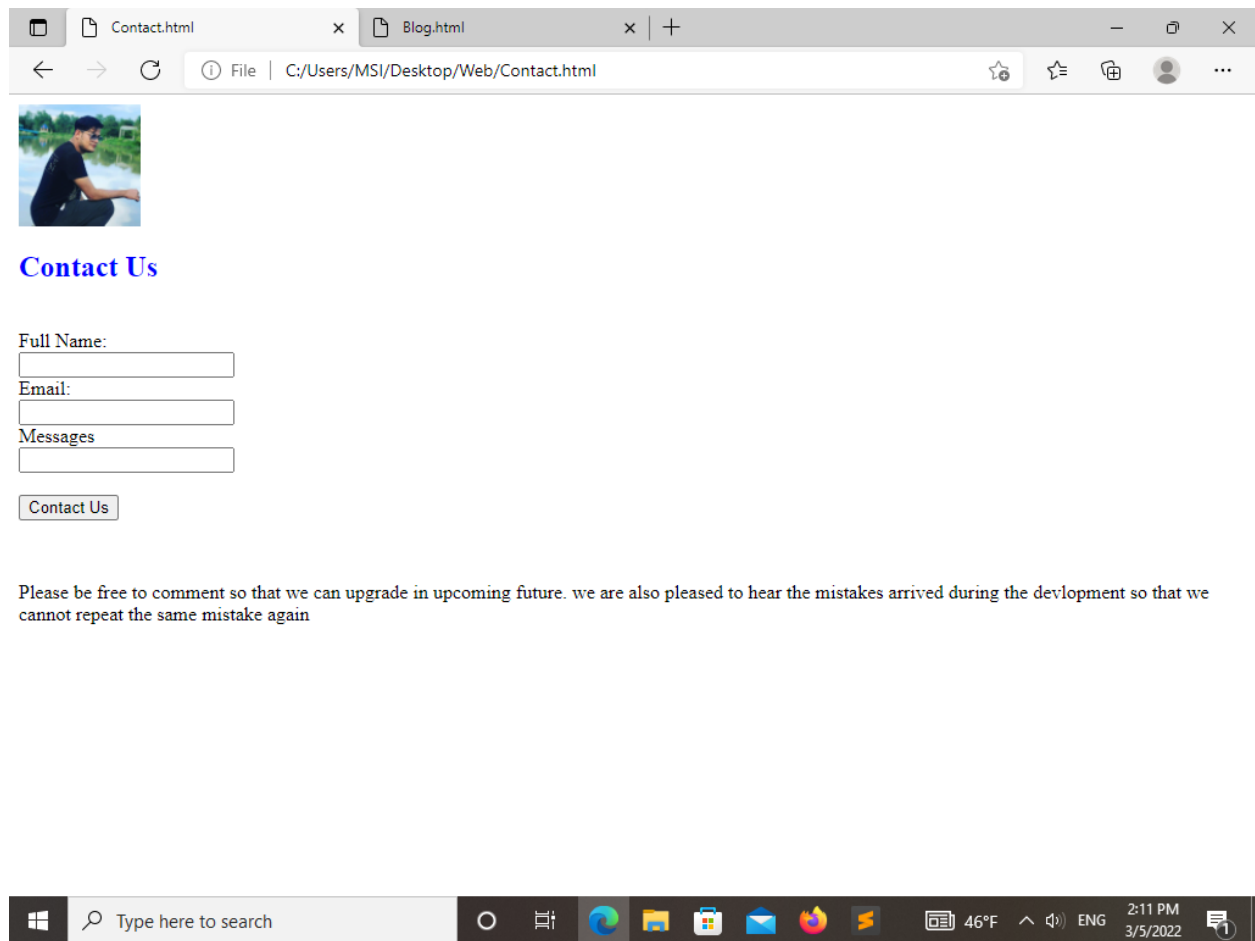 Contact.html
Blog.html
File
C:/Users/MSI/Desktop/Web/Contact.html
Contact Us
Full Name:
Email:
Messages
Contact Us
Please be free to comment so that we can upgrade in upcoming future. we are also pleased to hear the mistakes arrived during the devlopment so that we
cannot repeat the same mistake again
Type here to search
46°F
ENG
2:11 PM
3/5/2022
1